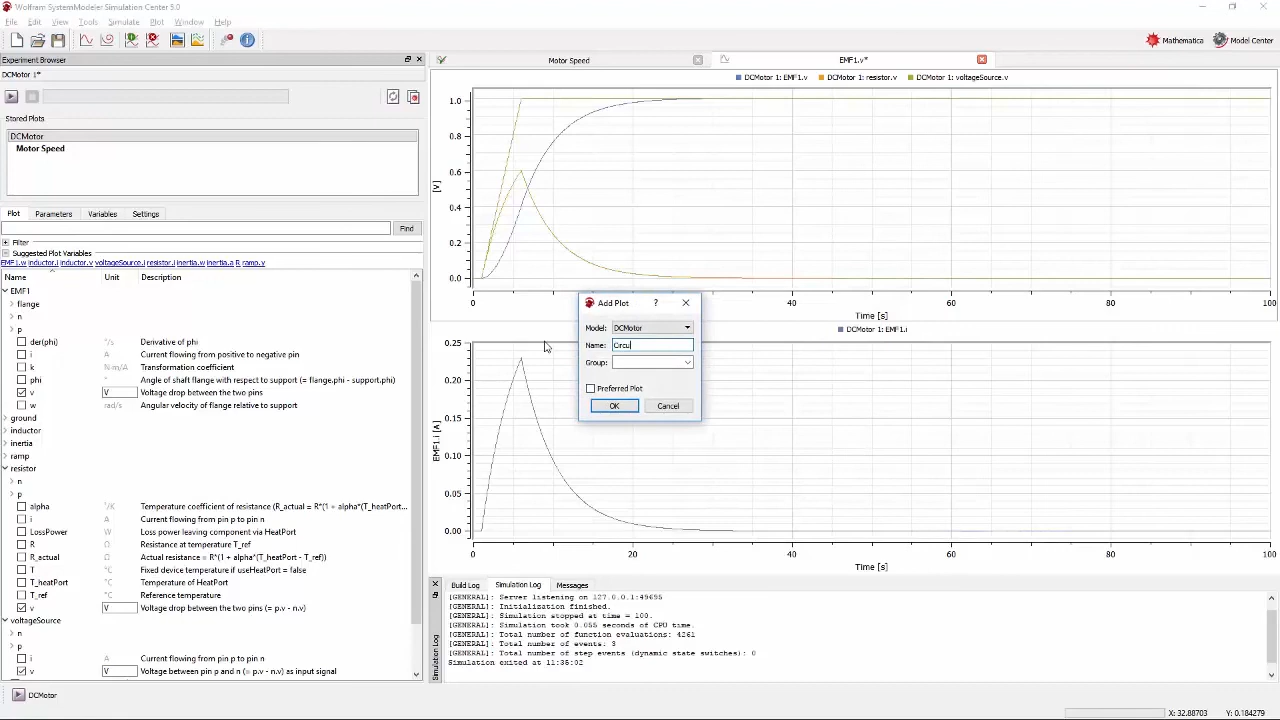 Wolfram SystemModeler Simulation Center 5.0
File Edit View Tools Simulate Plot Window Help
Mathematica Model Center
Experiment Browser
DCMotor 1*
Stored Plots
DCMotor
Motor Speed
Plot Parameters Variables Settings
Find
Filter
Suggested Plot Variables
EMF1.w inductor.i inductor.v voltageSource.i resistor.i inertia.w inertia.a R ramp.y
Name Unit Description
EMF1
flange
n
p
der(phi) °/s Derivative of phi
i A Current flowing from positive to negative pin
k N·m/A Transformation coefficient
phi ° Angle of shaft flange with respect to support (= flange.phi - support.phi)
v V Voltage drop between the two pins
w rad/s Angular velocity of flange relative to support
ground
inductor
inertia
ramp
resistor
n
p
alpha 1/K Temperature coefficient of resistance (R_actual = R*(1 + alpha*(T_heatPort...
i A Current flowing from pin p to pin n
LossPower W Loss power leaving component via HeatPort
R Ω Resistance at temperature T_ref
R_actual Ω Actual resistance = R*(1 + alpha*(T_heatPort - T_ref))
T °C Fixed device temperature if useHeatPort = false
T_heatPort °C Temperature of HeatPort
T_ref °C Reference temperature
v V Voltage drop between the two pins (= p.v - n.v)
voltageSource
n
p
i A Current flowing from pin p to pin n
v V Voltage between pin p and n (= p.v - n.v) as input signal
DCMotor
Motor Speed EMF1.v*
DCMotor 1: EMF1.v DCMotor 1: resistor.v DCMotor 1: voltageSource.v
1.0
0.8
0.6
[V]
0.4
0.2
0.0
0 40 60 80 100
Time [s]
DCMotor 1: EMF1.i
0.25
0.20
0.15
EMF1.i [A]
0.10
0.05
0.00
0 20 40 60 80 100
Time [s]
Add Plot ?
Model: DCMotor
Name: Circu
Group:
Preferred Plot
OK Cancel
Build Log Simulation Log Messages
Simulation Log
[GENERAL]: Server listening on 127.0.0.1:49695
[GENERAL]: Initialization finished.
[GENERAL]: Simulation stopped at time = 100.
[GENERAL]: Simulation took 0.055 seconds of CPU time.
[GENERAL]: Total number of function evaluations: 4261
[GENERAL]: Total number of events: 3
[GENERAL]: Total number of step events (dynamic state switches): 0
Simulation exited at 11:36:02
X: 32.88703 Y: 0.184279